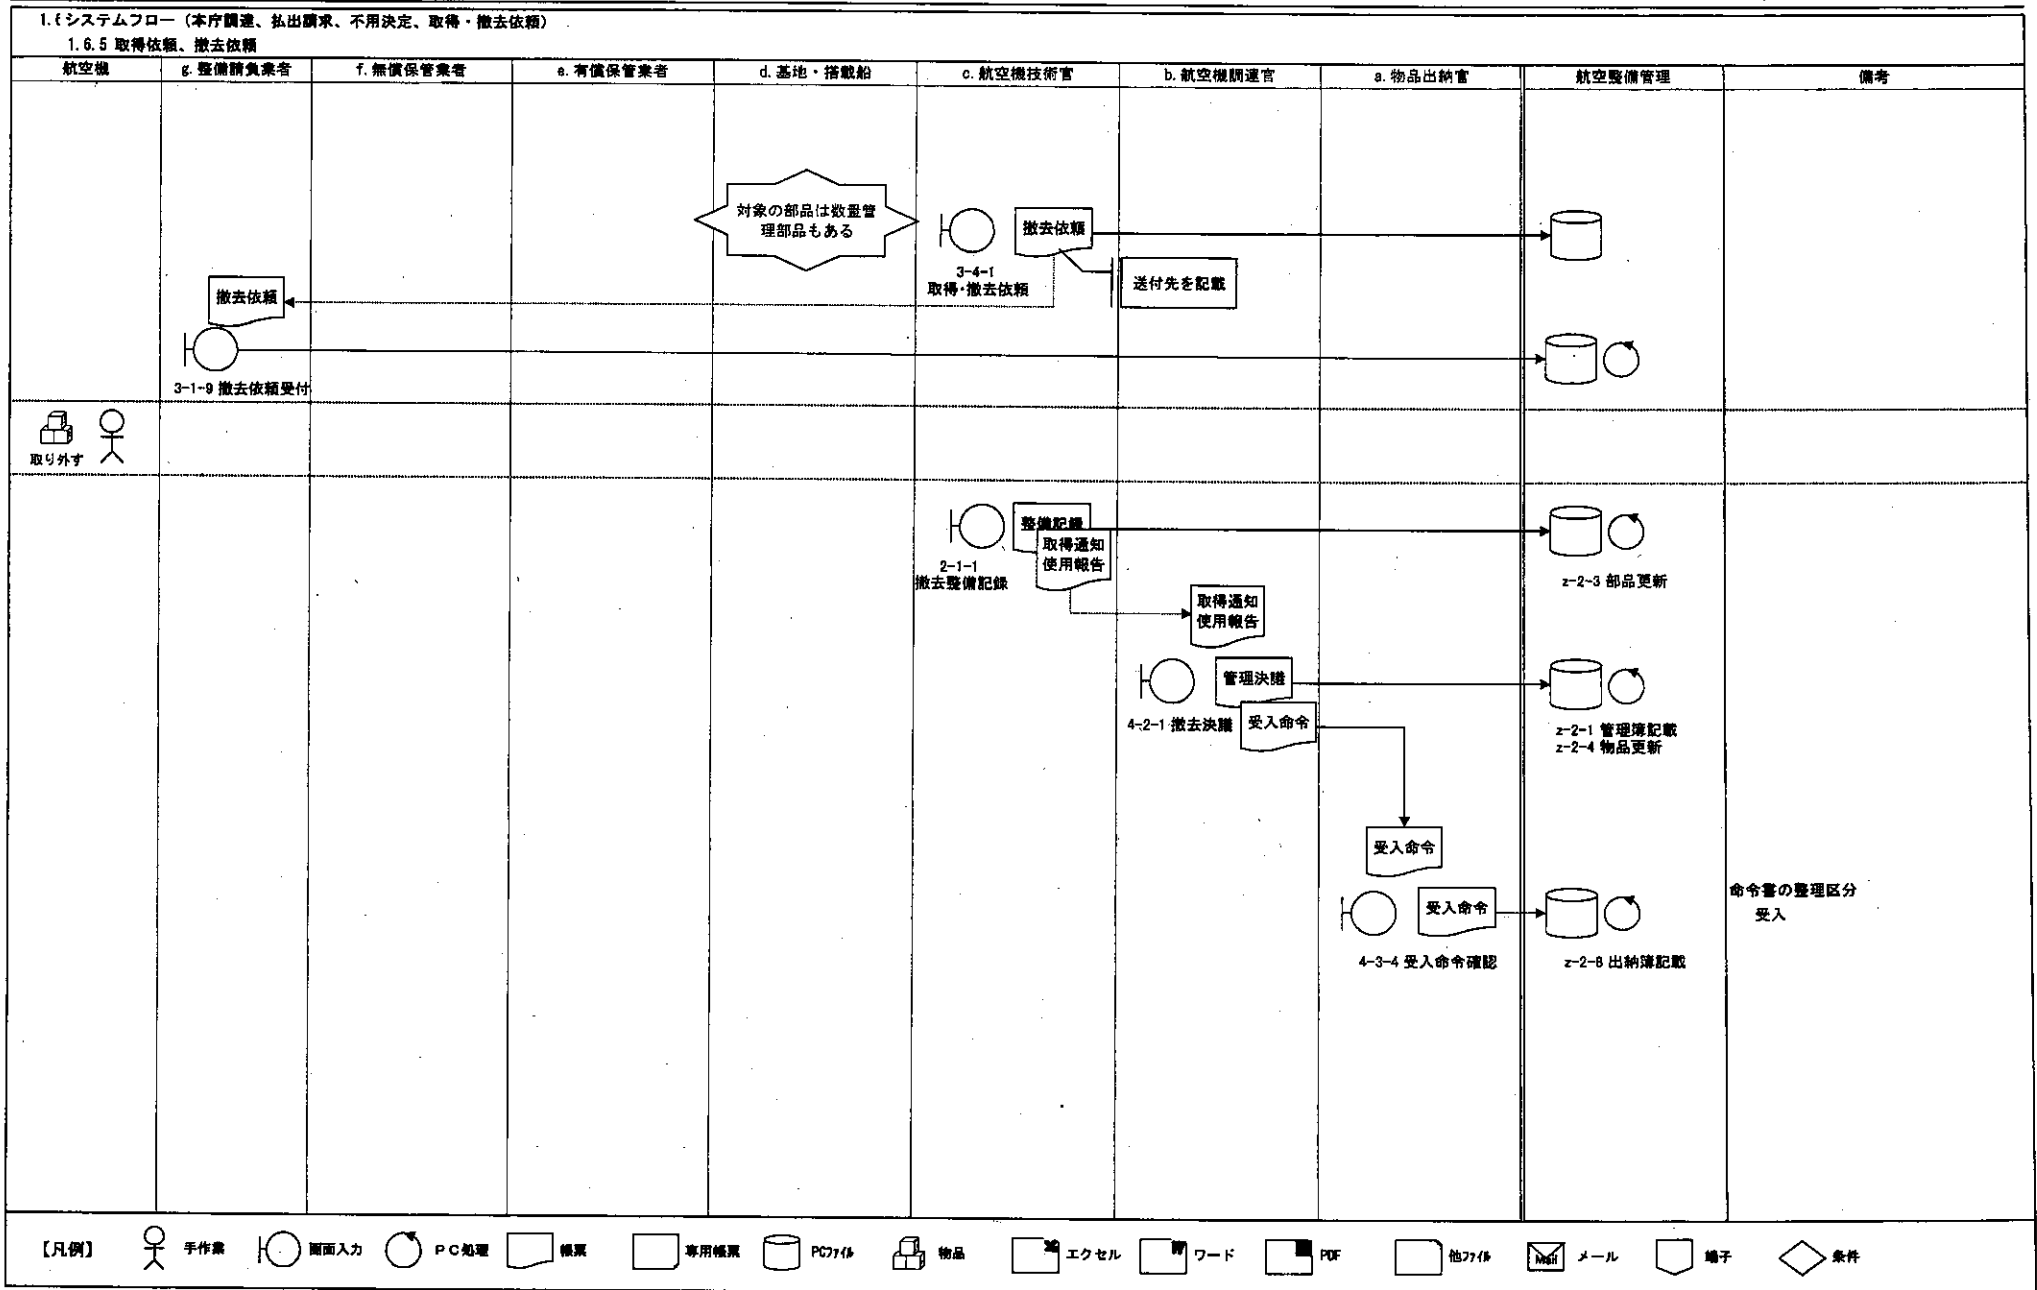 1.6 システムフロー (本庁調達、払出請求、不用決定、取得・撤去依頼)
1.6.5 取得依頼、撤去依頼
航空機
g. 整備請負業者
f. 無償保管業者
e. 有償保管業者
d. 基地・搭載船
c. 航空機技術官
b. 航空機調達官
a. 物品出納官
航空整備管理
備考
対象の部品は数量管
理部品もある
撤去依頼
3-4-1
取得・撤去依頼
送付先を記載
撤去依頼
3-1-9 撤去依頼受付
取り外す
整備記録
取得通知
使用報告
2-1-1
撤去整備記録
z-2-3 部品更新
取得通知
使用報告
管理決議
4-2-1 撤去決議
受入命令
z-2-1 管理簿記載
z-2-4 物品更新
受入命令
受入命令
4-3-4 受入命令確認
出納簿記載
命令書の整理区分
受入
【凡例】
手作業
画面入力
PC処理
帳票
専用帳票
PCファイル
物品
エクセル
ワード
PDF
他ファイル
Mail
メール
端子
条件